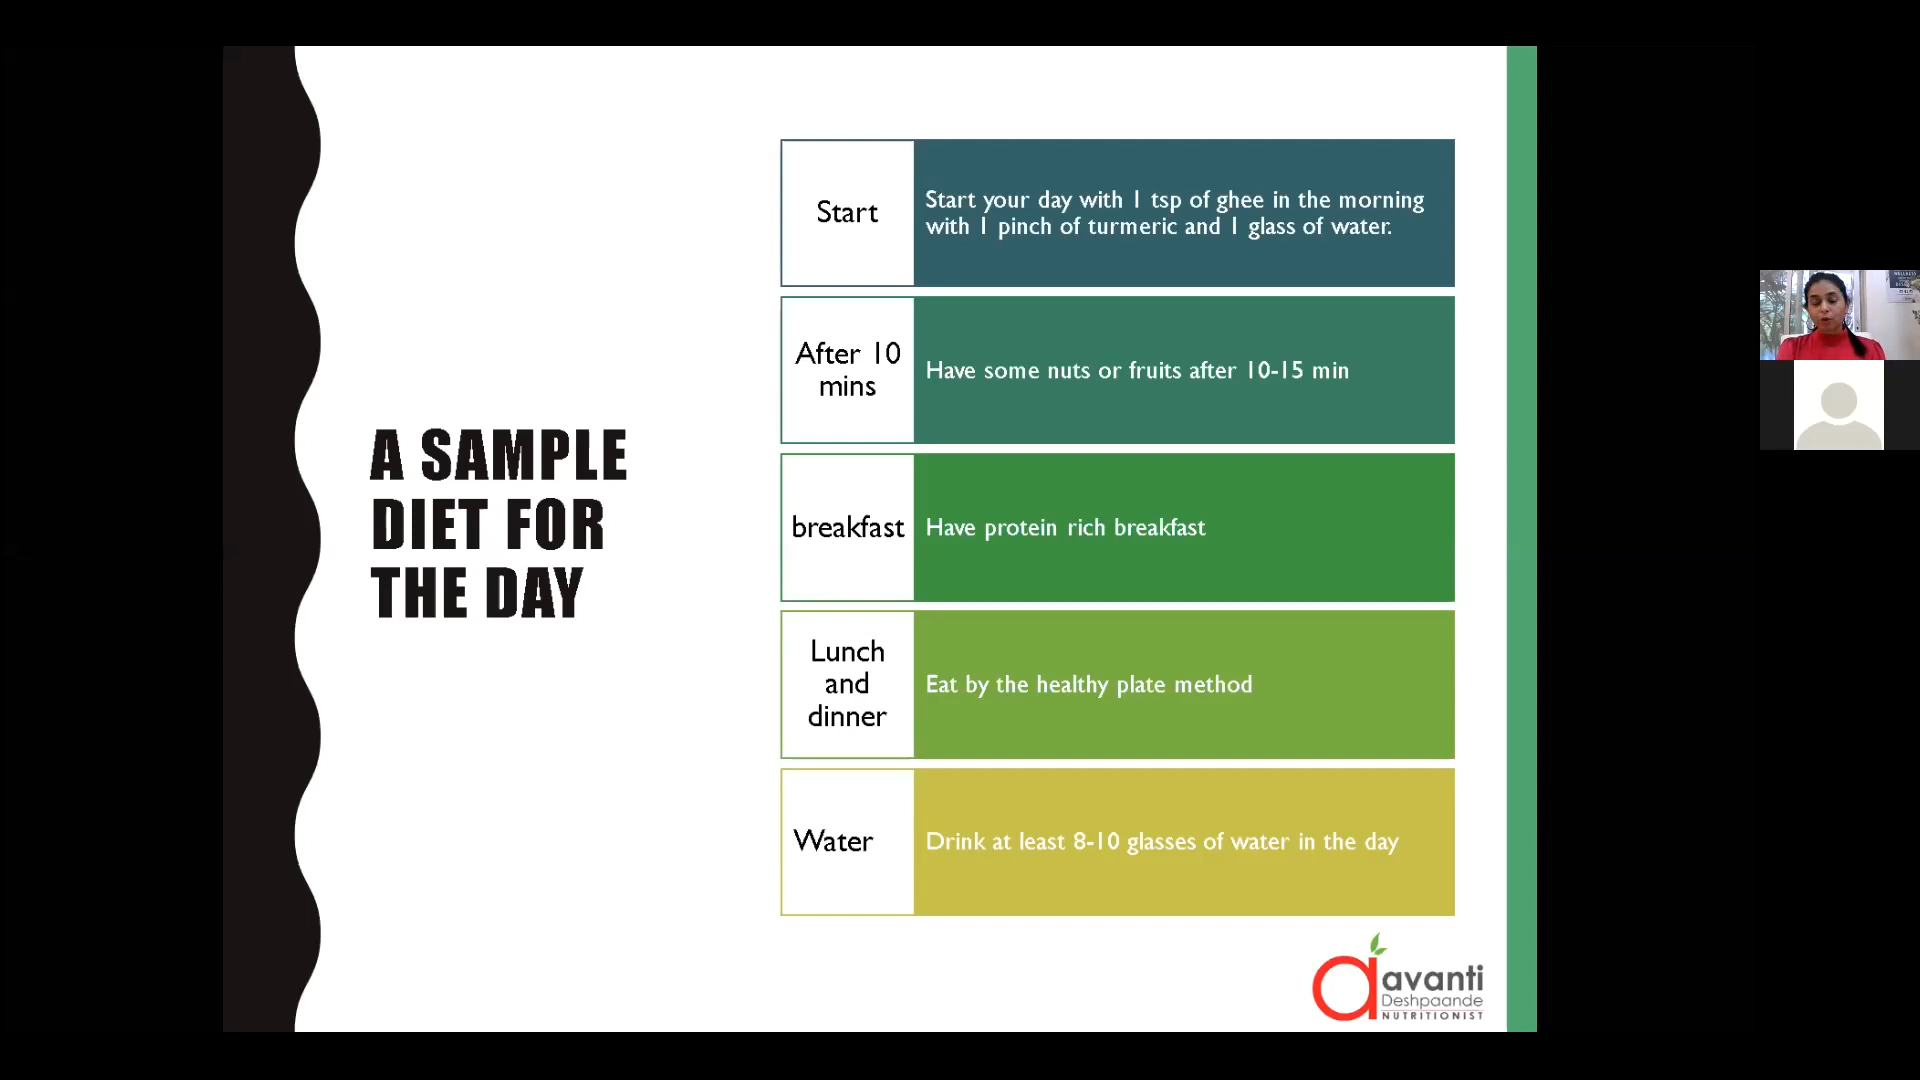 A SAMPLE
DIET FOR
THE DAY
Start
Start your day with 1 tsp of ghee in the morning
with 1 pinch of turmeric and 1 glass of water.
After 10
mins
Have some nuts or fruits after 10-15 min
breakfast
Have protein rich breakfast
Lunch
and
dinner
Eat by the healthy plate method
Water
Drink at least 8-10 glasses of water in the day
avanti
Deshpaande
NUTRITIONIST
WELLNESS